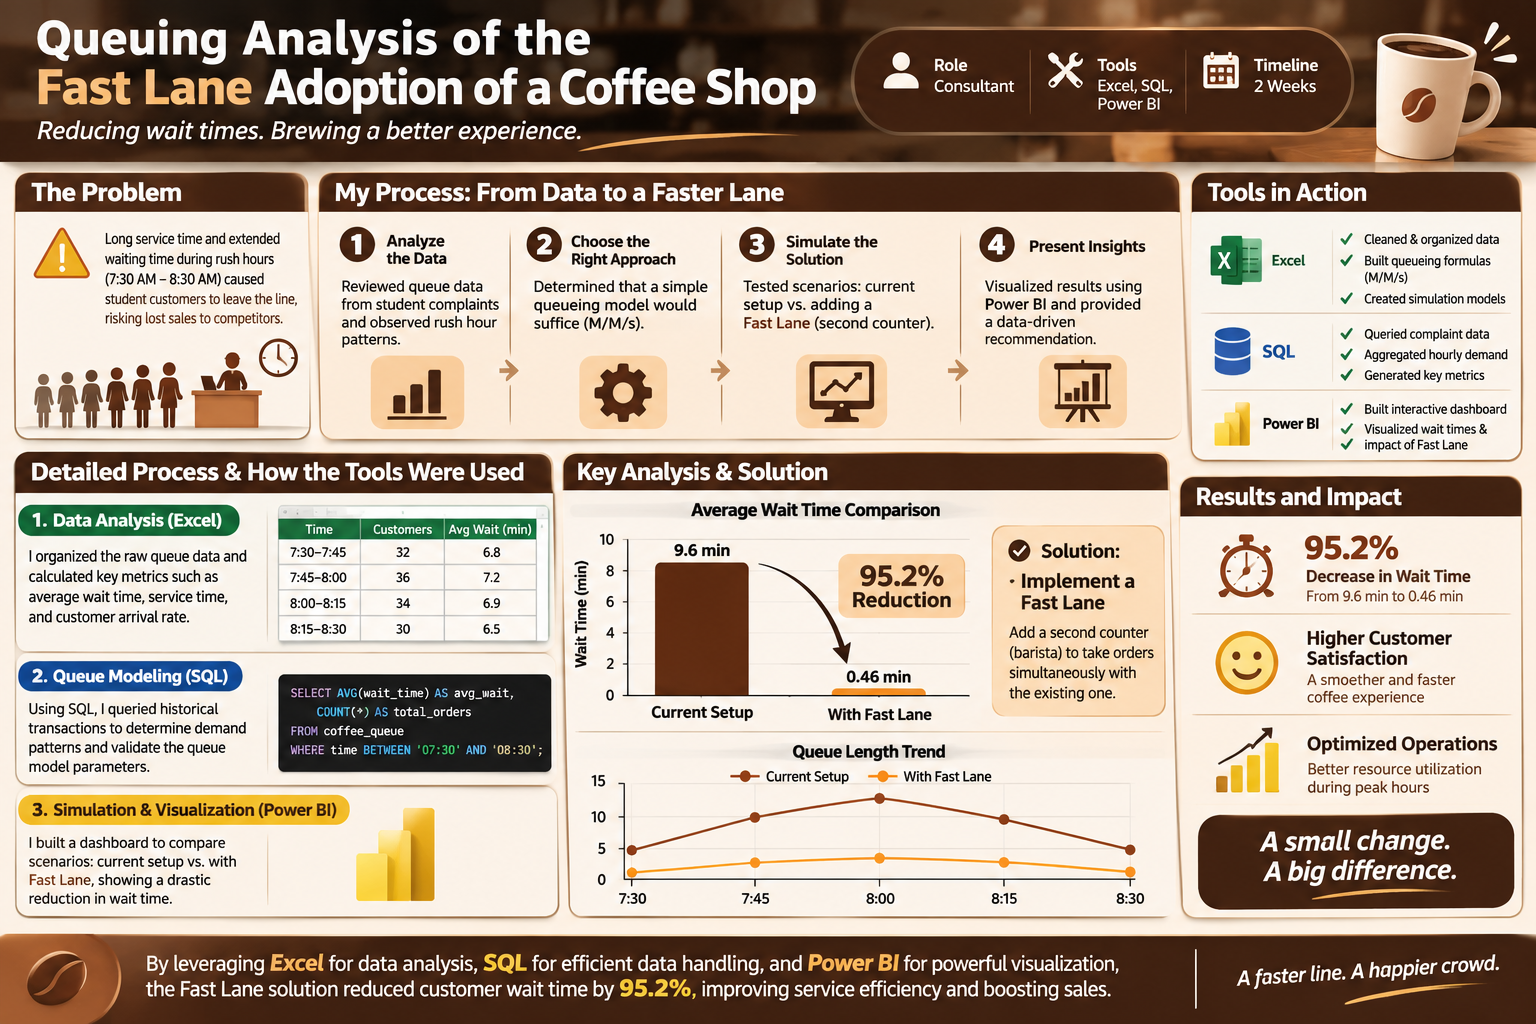 Queuing Analysis of the
Fast Lane Adoption of a Coffee Shop
Reducing wait times. Brewing a better experience.
Role
Consultant
Tools
Excel, SQL,
Power BI
Timeline
2 Weeks
The Problem
Long service time and extended
waiting time during rush hours
(7:30 AM – 8:30 AM) caused
student customers to leave the line,
risking lost sales to competitors.
My Process: From Data to a Faster Lane
1
Analyze
the Data
Reviewed queue data
from student complaints
and observed rush hour
patterns.
2
Choose the
Right Approach
Determined that a simple
queueing model would
suffice (M/M/s).
3
Simulate the
Solution
Tested scenarios: current
setup vs. adding a
Fast Lane (second counter).
4
Present Insights
Visualized results using
Power BI and provided
a data-driven
recommendation.
Tools in Action
X
Excel
Cleaned & organized data
Built queueing formulas
(M/M/s)
Created simulation models
SQL
Queried complaint data
Aggregated hourly demand
Generated key metrics
Power BI
Built interactive dashboard
Visualized wait times &
impact of Fast Lane
Detailed Process & How the Tools Were Used
1. Data Analysis (Excel)
I organized the raw queue data and
calculated key metrics such as
average wait time, service time,
and customer arrival rate.
Time Customers Avg Wait (min)
7:30–7:45 32 6.8
7:45–8:00 36 7.2
8:00–8:15 34 6.9
8:15–8:30 30 6.5
2. Queue Modeling (SQL)
Using SQL, I queried historical
transactions to determine demand
patterns and validate the queue
model parameters.
SELECT AVG(wait_time) AS avg_wait,
COUNT(*) AS total_orders
FROM coffee_queue
WHERE time BETWEEN '07:30' AND '08:30';
3. Simulation & Visualization (Power BI)
I built a dashboard to compare
scenarios: current setup vs. with
Fast Lane, showing a drastic
reduction in wait time.
Key Analysis & Solution
Average Wait Time Comparison
Wait Time (min)
10
8
6
4
2
0
9.6 min
95.2%
Reduction
0.46 min
Current Setup
With Fast Lane
Solution:
· Implement a
Fast Lane
Add a second counter
(barista) to take orders
simultaneously with
the existing one.
Queue Length Trend
Current Setup
With Fast Lane
15
10
5
0
7:30 7:45 8:00 8:15 8:30
Results and Impact
95.2%
Decrease in Wait Time
From 9.6 min to 0.46 min
Higher Customer
Satisfaction
A smoother and faster
coffee experience
Optimized Operations
Better resource utilization
during peak hours
A small change.
A big difference.
By leveraging Excel for data analysis, SQL for efficient data handling, and Power BI for powerful visualization,
the Fast Lane solution reduced customer wait time by 95.2%, improving service efficiency and boosting sales.
A faster line. A happier crowd.